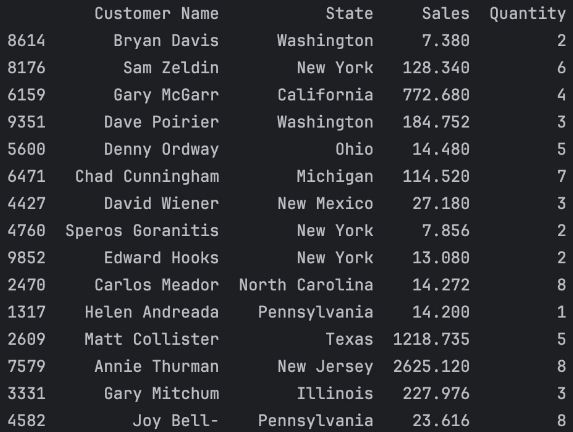 Customer Name State Sales Quantity
8614 Bryan Davis Washington 7.380 2
8176 Sam Zeldin New York 128.340 6
6159 Gary McGarr California 772.680 4
9351 Dave Poirier Washington 184.752 3
5600 Denny Ordway Ohio 14.480 5
6471 Chad Cunningham Michigan 114.520 7
4427 David Wiener New Mexico 27.180 3
4760 Speros Goranitis New York 7.856 2
9852 Edward Hooks New York 13.080 2
2470 Carlos Meador North Carolina 14.272 8
1317 Helen Andreada Pennsylvania 14.200 1
2609 Matt Collister Texas 1218.735 5
7579 Annie Thurman New Jersey 2625.120 8
3331 Gary Mitchum Illinois 227.976 3
4582 Joy Bell- Pennsylvania 23.616 8